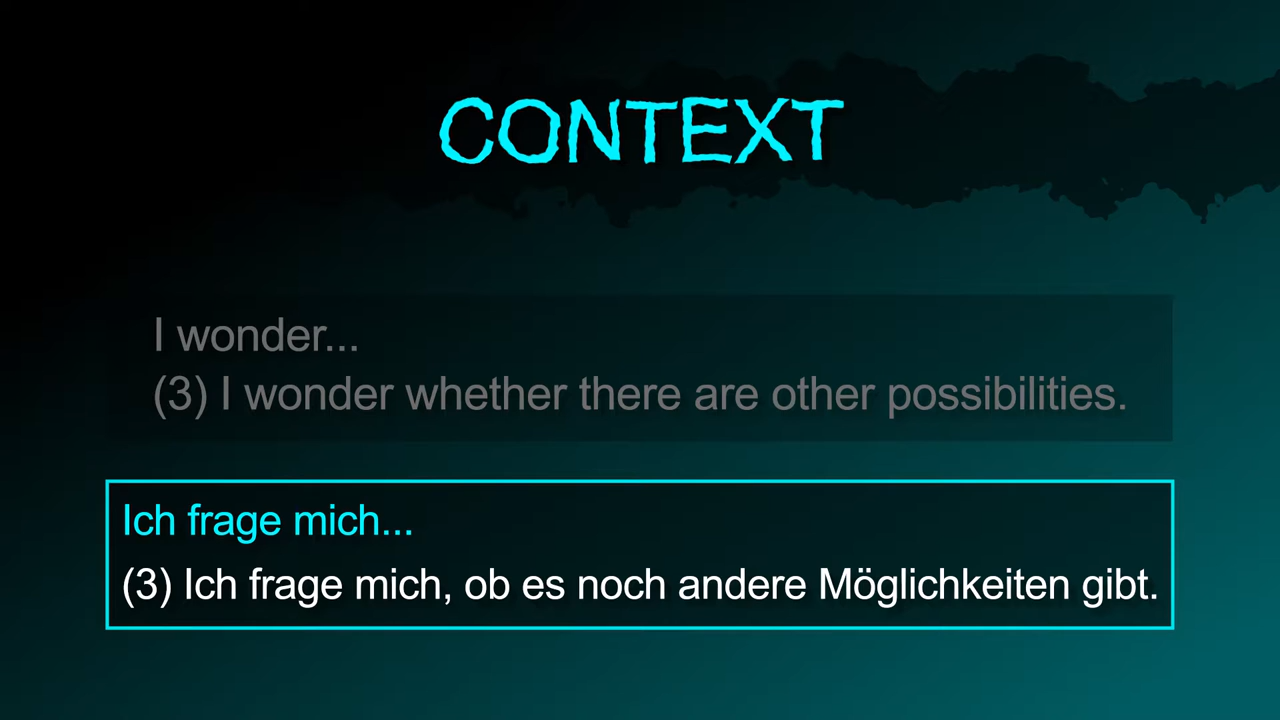 CONTEXT
I wonder...
(3) I wonder whether there are other possibilities.
Ich frage mich...
(3) Ich frage mich, ob es noch andere Möglichkeiten gibt.